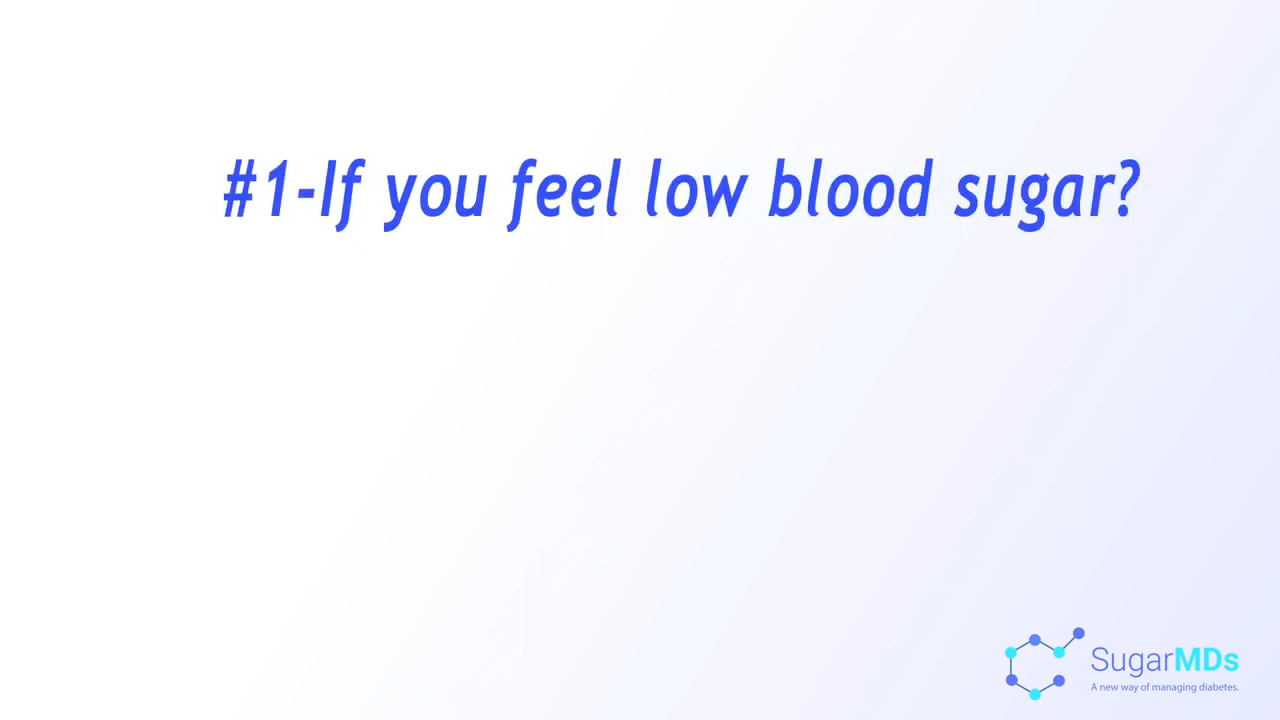 #1-If you feel low blood sugar?
SugarMDs
A new way of managing diabetes.